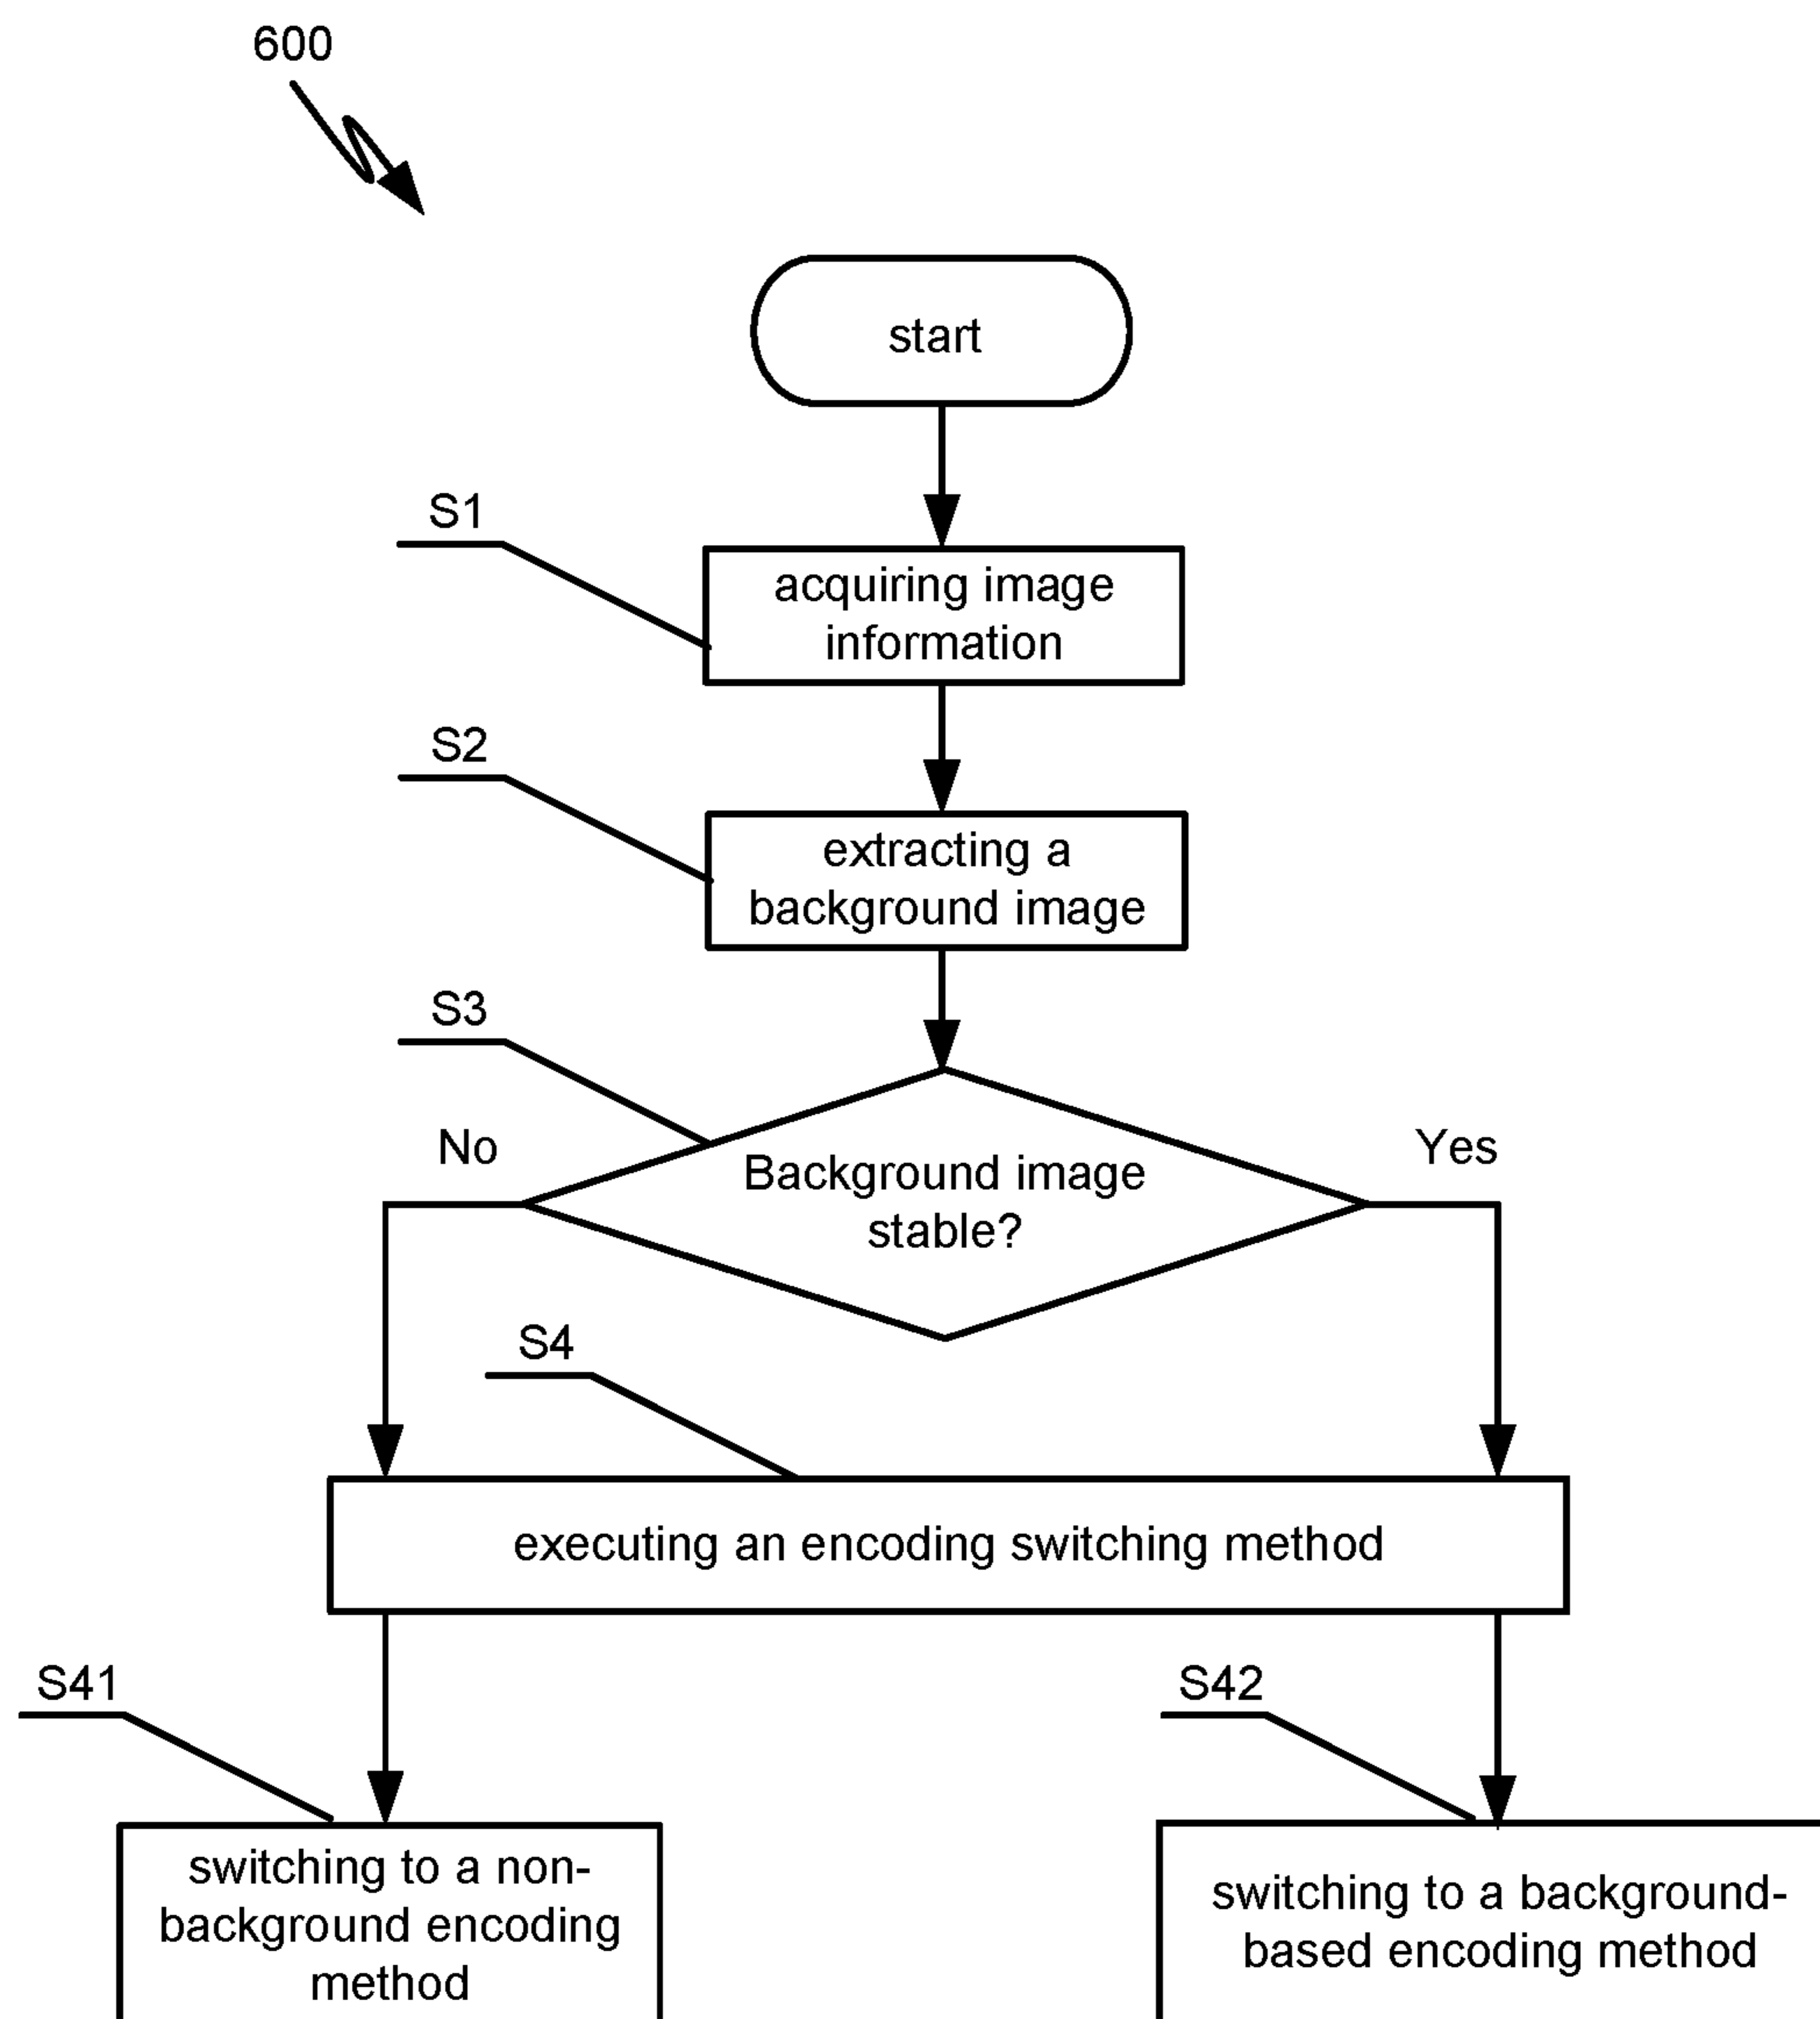 600
start
S1
acquiring image
information
S2
extracting a
background image
S3
No
Yes
Background image
stable?
S4
executing an encoding switching method
S41
S42
switching to a non-
background encoding
method
switching to a background-
based encoding method